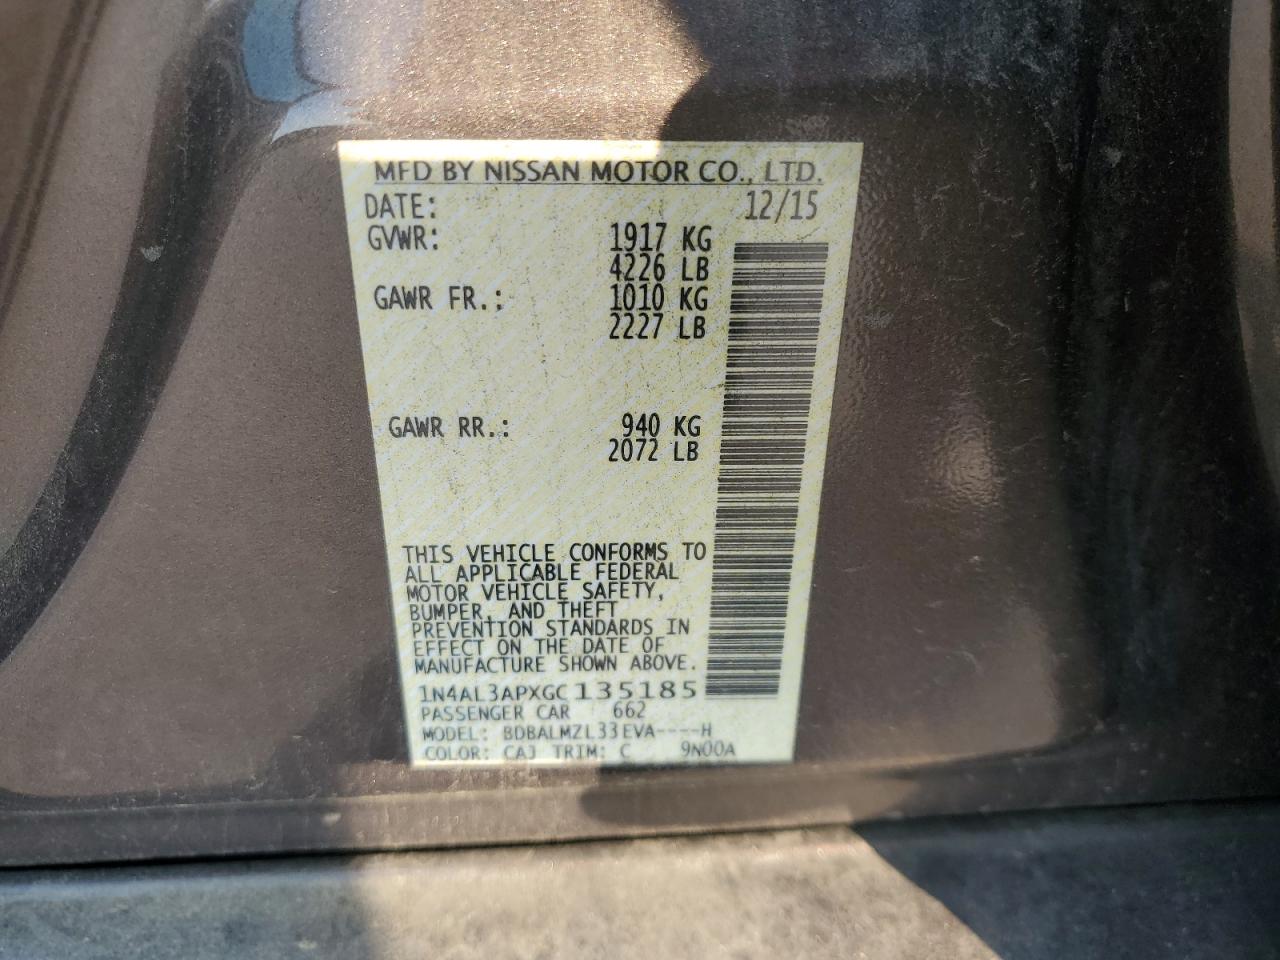 MFD BY NISSAN MOTOR CO., LTD.
DATE: 12/15
GVWR: 1917 KG
4226 LB
GAWR FR.: 1010 KG
2227 LB
GAWR RR.: 940 KG
2072 LB
THIS VEHICLE CONFORMS TO
ALL APPLICABLE FEDERAL
MOTOR VEHICLE SAFETY,
BUMPER, AND THEFT
PREVENTION STANDARDS IN
EFFECT ON THE DATE OF
MANUFACTURE SHOWN ABOVE.
1N4AL3APXGC135185
PASSENGER CAR 662
MODEL: BDBALMZL33EVA----H
COLOR: CAJ TRIM: C 9N00A